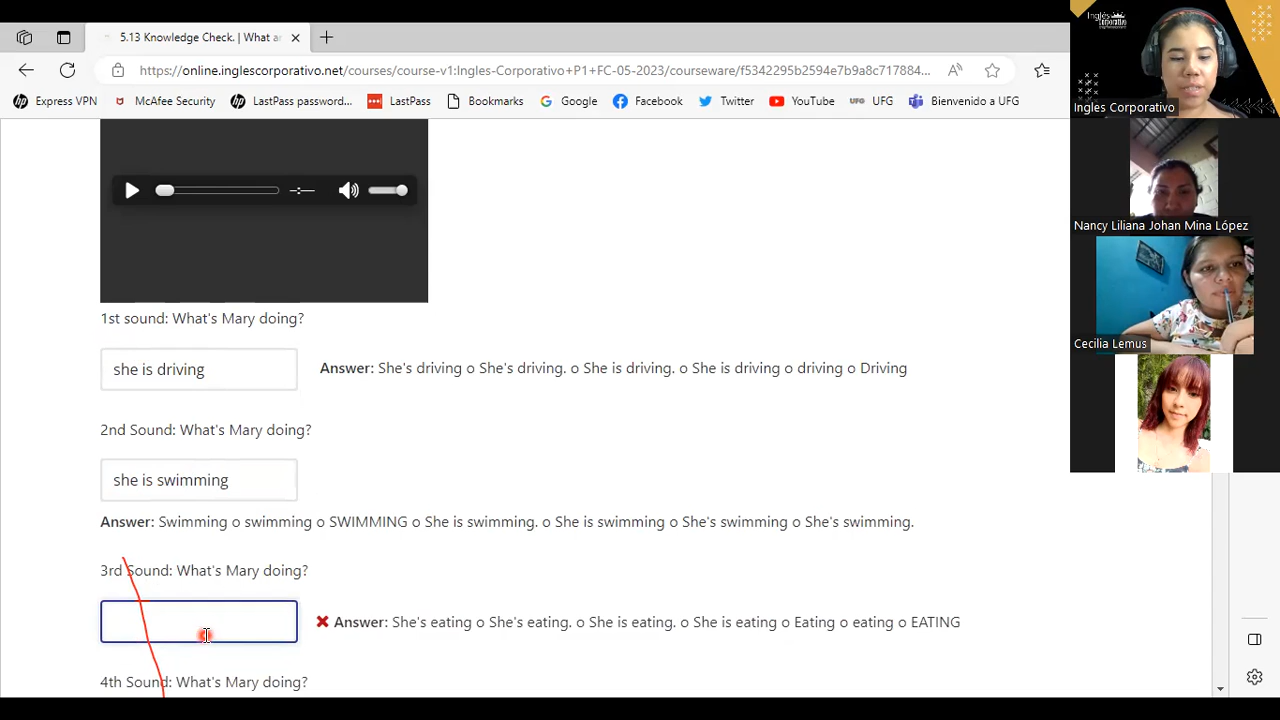 5.13 Knowledge Check. | What ar
https://online.inglescorporativo.net/courses/course-v1:Ingles-Corporativo+P1+FC-05-2023/courseware/f5342295b2594e7b9a8c717884...
Express VPN McAfee Security LastPass password... LastPass Bookmarks Google Facebook Twitter YouTube UFG UFG Bienvenido a UFG
1st sound: What's Mary doing?
she is driving Answer: She's driving o She's driving. o She is driving. o She is driving o driving o Driving
2nd Sound: What's Mary doing?
she is swimming
Answer: Swimming o swimming o SWIMMING o She is swimming. o She is swimming o She's swimming o She's swimming.
3rd Sound: What's Mary doing?
Answer: She's eating o She's eating. o She is eating. o She is eating o Eating o eating o EATING
4th Sound: What's Mary doing?
Inglés
Corporativo
Ingles Corporativo
Nancy Liliana Johan Mina López
Cecilia Lemus